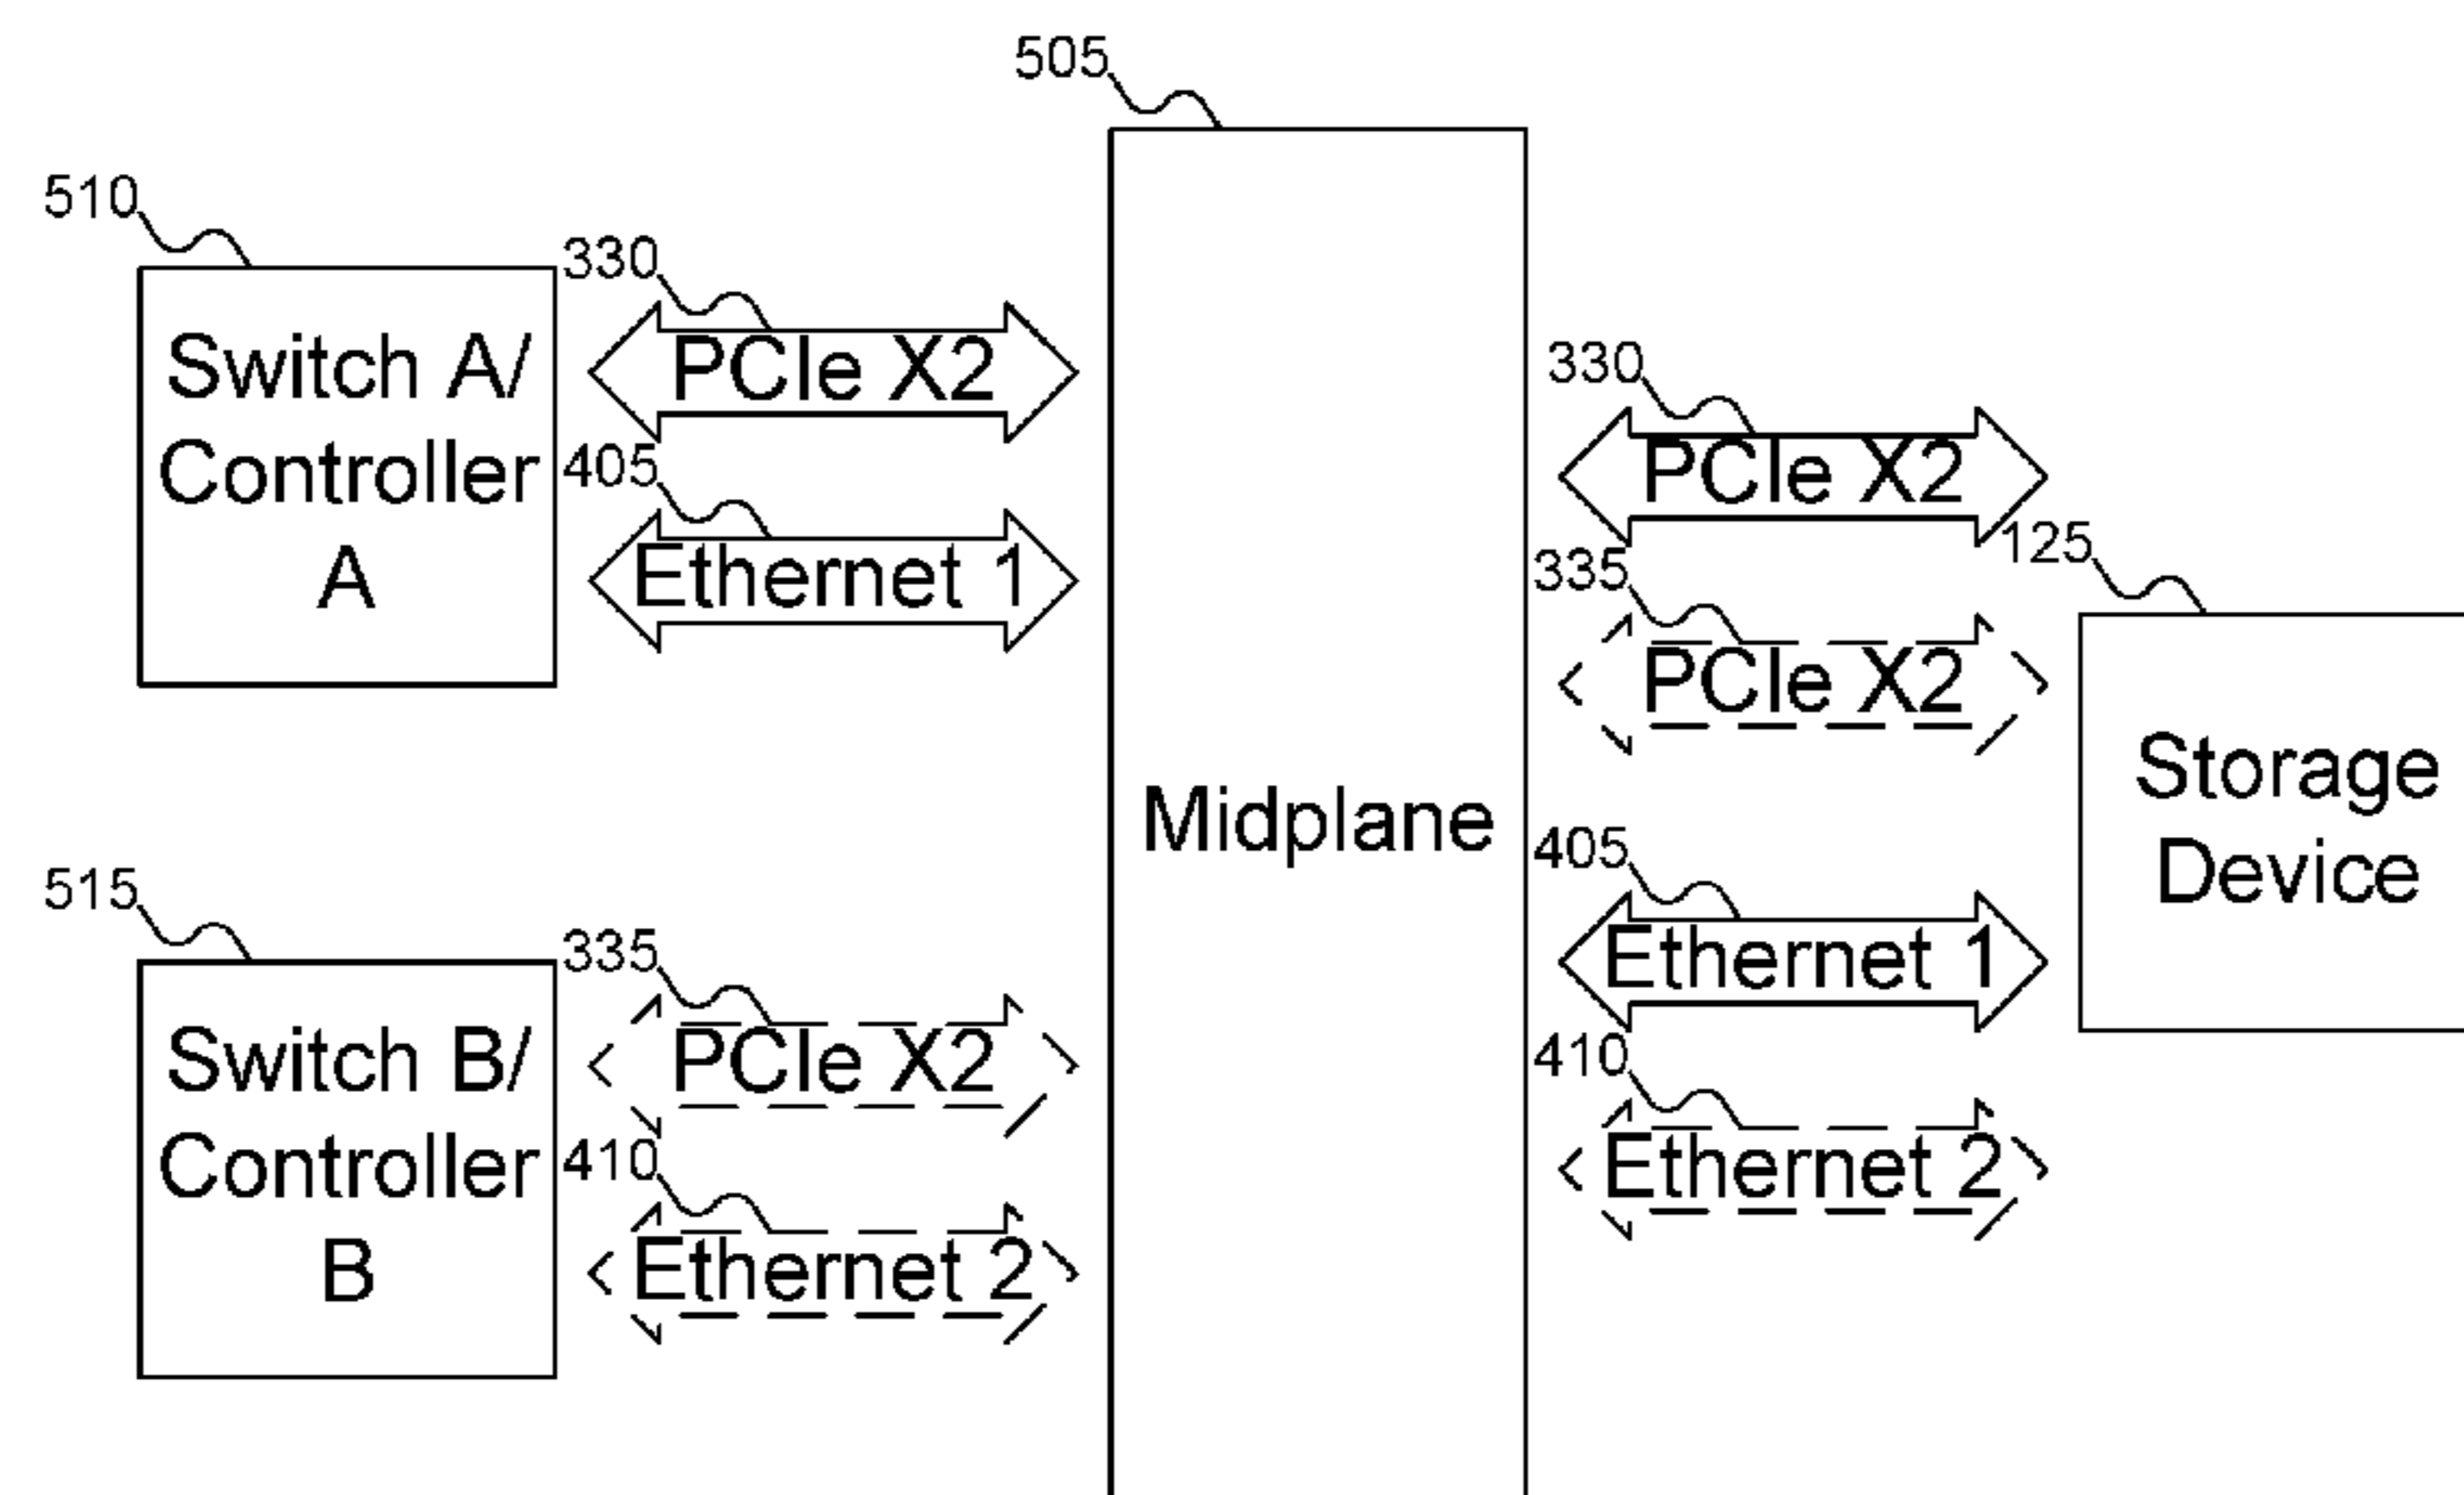 505
510
330
Switch A/
Controller
A
PCIe X2
405
Ethernet 1
330
PCIe X2
125
335
PCIe X2
Storage
Device
Midplane
405
Ethernet 1
515
335
Switch B/
Controller
B
PCIe X2
410
Ethernet 2
410
Ethernet 2